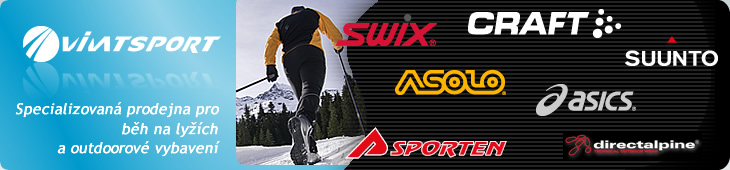 VIATSPORT
Specializovaná prodejna pro
běh na lyžích
a outdoorové vybavení
SWIX®
CRAFT
SUUNTO
ASOLO®
asics®
SPORTEN
directalpine®